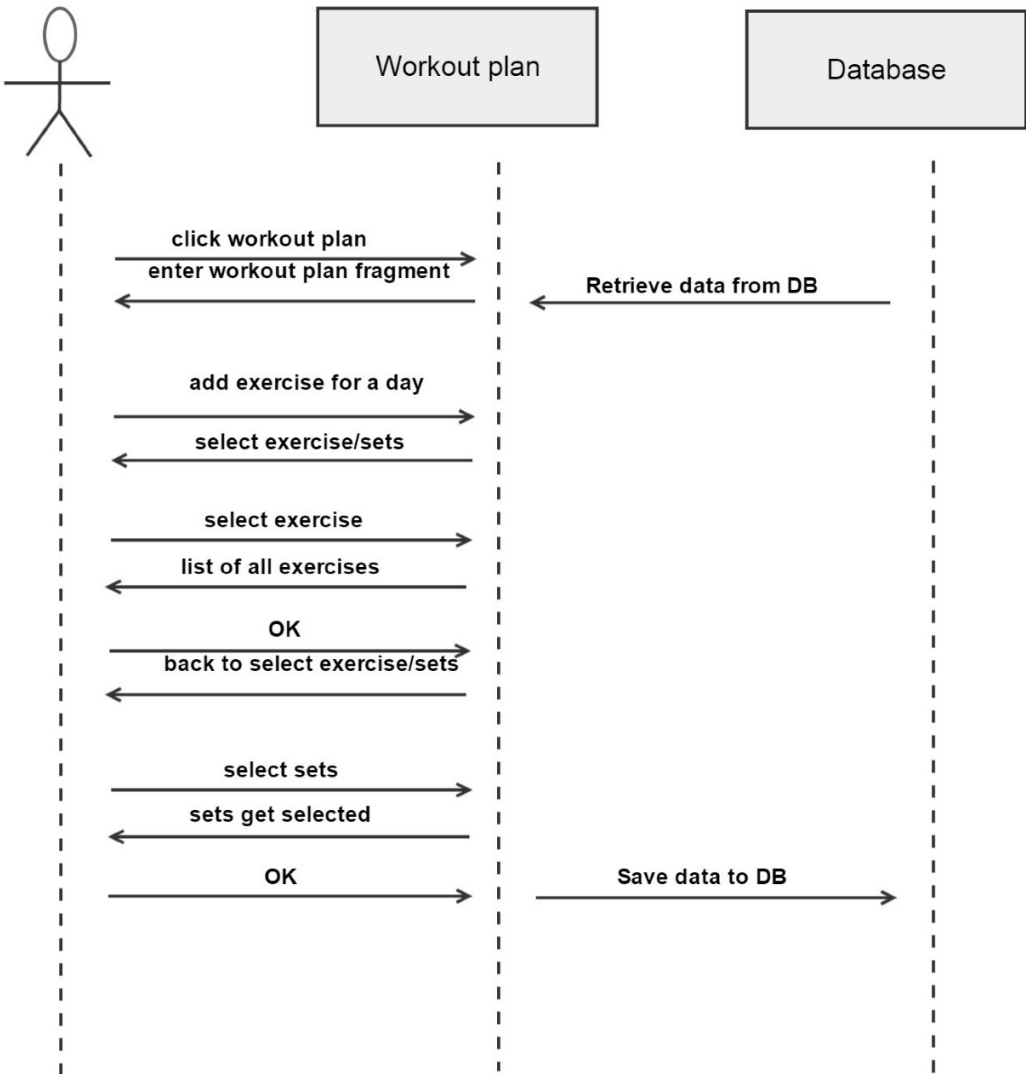 Workout plan
Database
click workout plan
enter workout plan fragment
Retrieve data from DB
add exercise for a day
select exercise/sets
select exercise
list of all exercises
OK
back to select exercise/sets
select sets
sets get selected
OK
Save data to DB